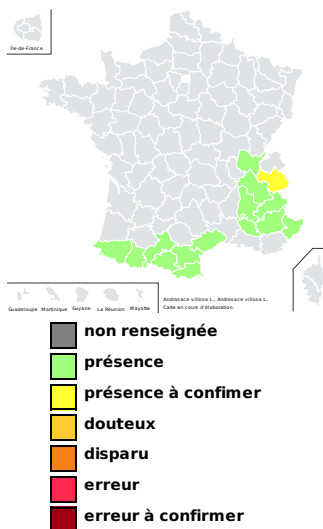 Île-de-France
Guadeloupe Martinique Guyane La Réunion Mayotte
Androsace villosa L., Androsace villosa L.
Carte en cours d'élaboration.
non renseignée
présence
présence à confimer
douteux
disparu
erreur
erreur à confirmer